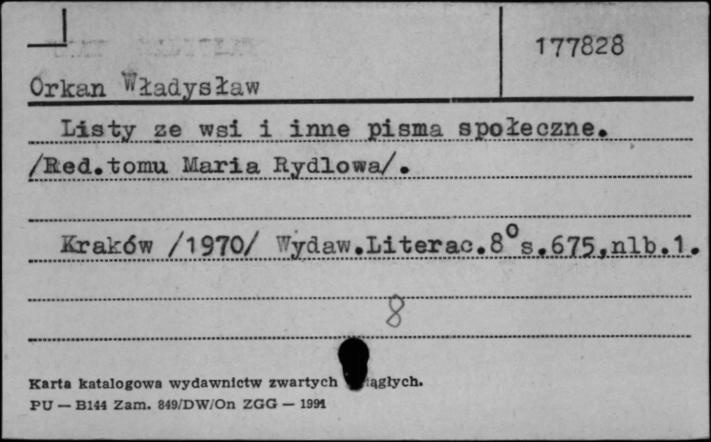 177828
Orkan Władysław
Listy ze wsi i inne pisma społeczne.
/Red.tomu Maria Rydlowa/.
Kraków /1970/ Wydaw.Literac.8° s.675,nlb.1.
8
Karta katalogowa wydawnictw zwartych
PU — B144 Zam. 849/DW/On ZGG — 1991